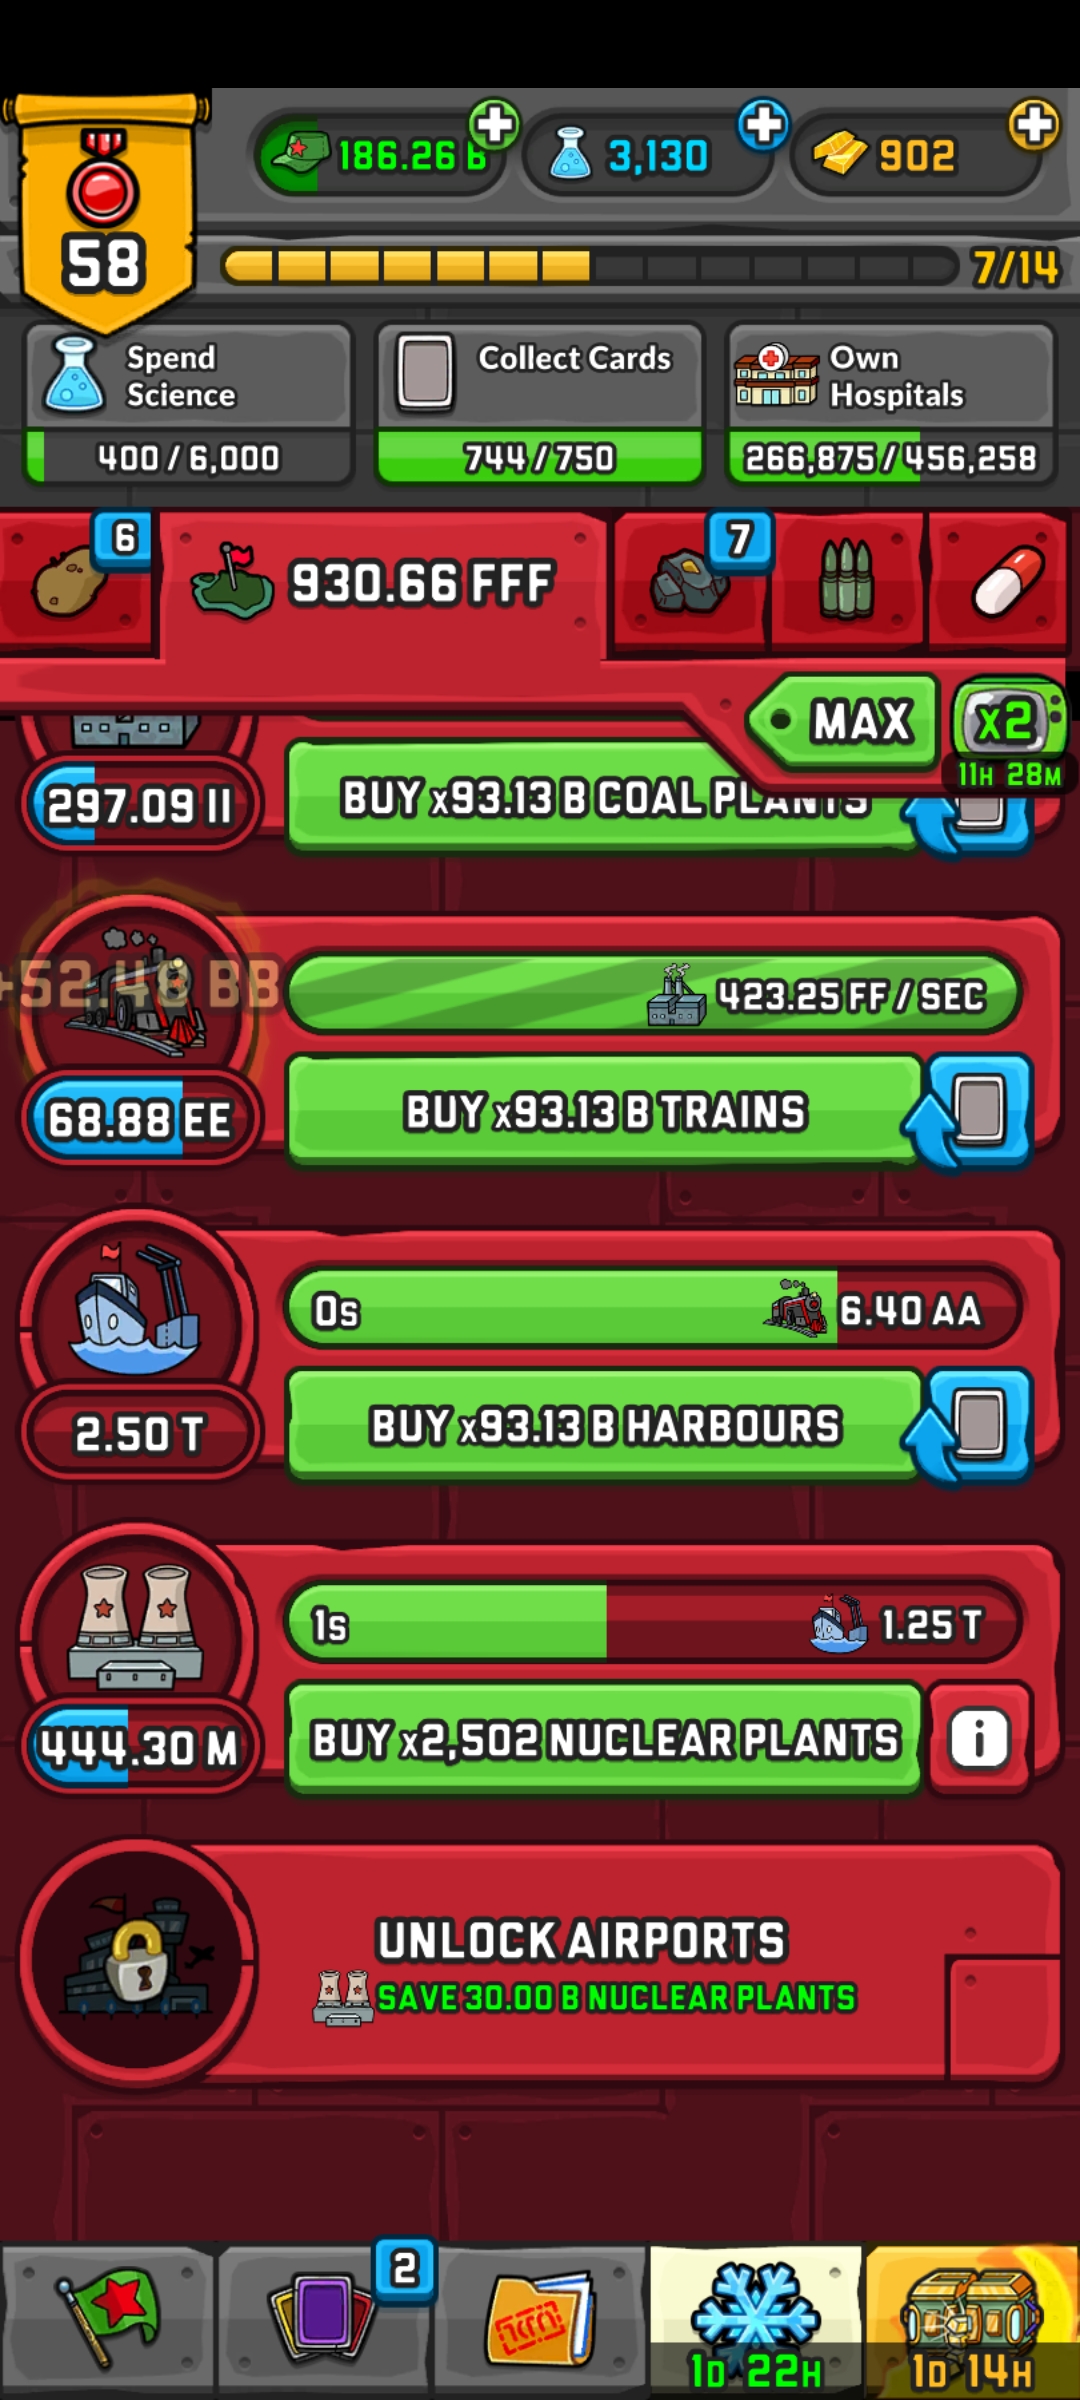 58
186.26 B
3,130
902
7/14
Spend
Science
400 / 6,000
Collect Cards
744 / 750
Own
Hospitals
266,875 / 456,258
6
930.66 FFF
7
MAX
x2
11H 28M
297.09 II
BUY x93.13 B COAL PLANTS
+52.48 BB
423.25 FF / SEC
68.88 EE
BUY x93.13 B TRAINS
0s
6.40 AA
2.50 T
BUY x93.13 B HARBOURS
1s
1.25 T
444.30 M
BUY x2,502 NUCLEAR PLANTS
i
UNLOCK AIRPORTS
SAVE 30.00 B NUCLEAR PLANTS
2
1D 22H
1D 14H